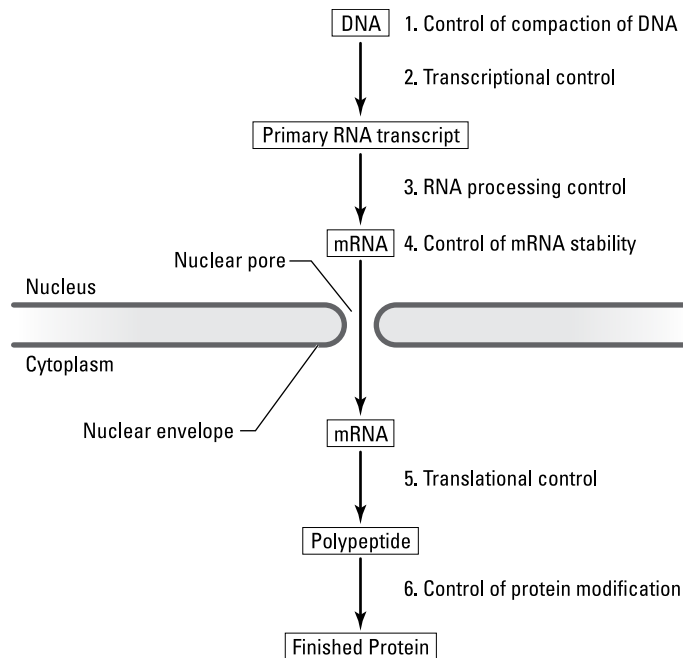 DNA
1. Control of compaction of DNA
2. Transcriptional control
Primary RNA transcript
3. RNA processing control
mRNA
4. Control of mRNA stability
Nuclear pore
Nucleus
Cytoplasm
Nuclear envelope
mRNA
5. Translational control
Polypeptide
6. Control of protein modification
Finished Protein